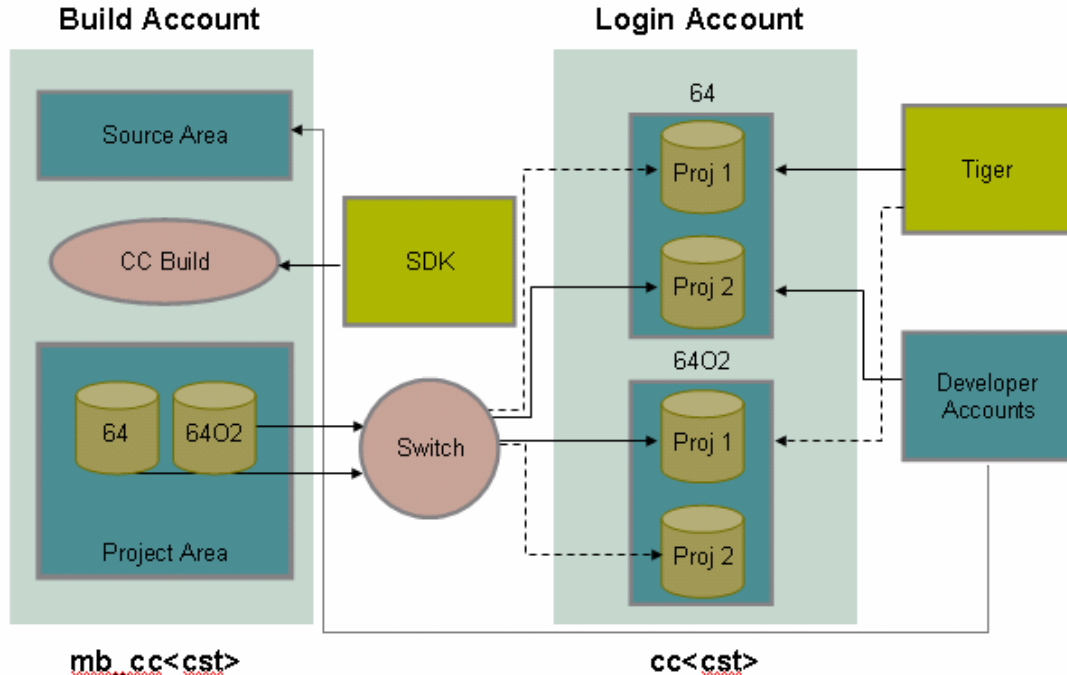 Build Account
Login Account
Source Area
CC Build
64
64O2
Project Area
SDK
Switch
64
Proj 1
Proj 2
64O2
Proj 1
Proj 2
Tiger
Developer
Accounts
mb_cc<cst>
cc<cst>